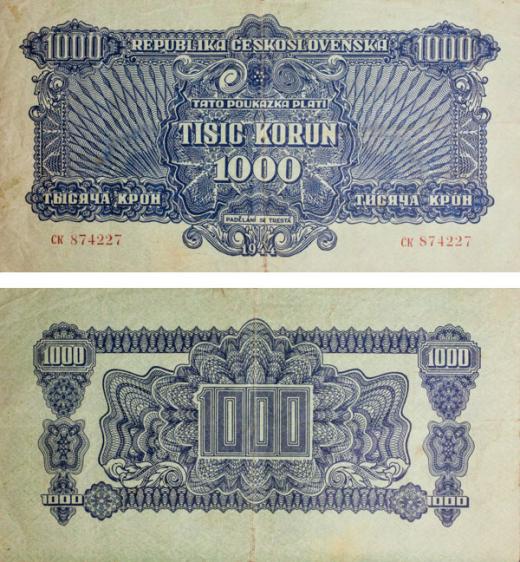 1000 REPUBLIKA ČESKOSLOVENSKÁ 1000
TATO POUKÁZKA PLATÍ
TISÍC KORUN
1000
ТЫСЯЧА КРОН ТИСЯЧА КРОН
PADĚLÁNÍ SE TRESTÁ
1944
СК 874227 СК 874227
1000 1000
1000
1000 1000